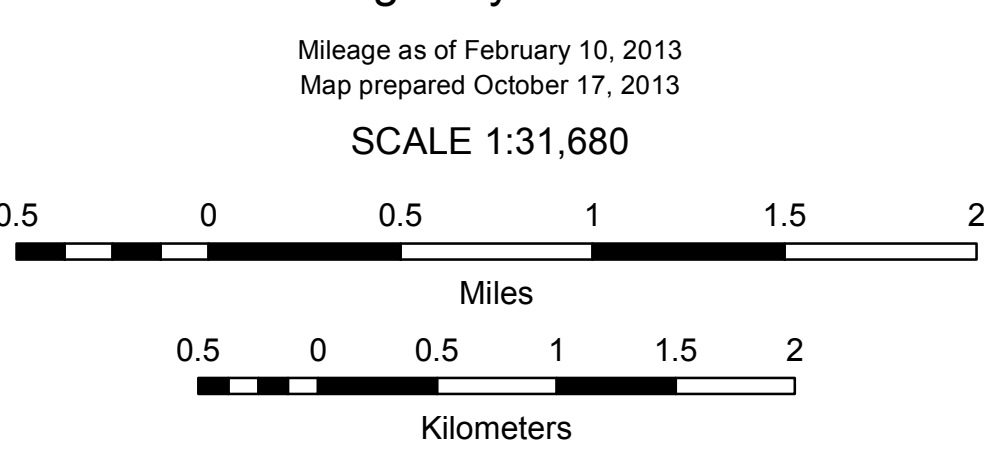 Mileage as of February 10, 2013
Map prepared October 17, 2013
SCALE 1:31,680
0.5 0 0.5 1 1.5 2
Miles
0.5 0 0.5 1 1.5 2
Kilometers